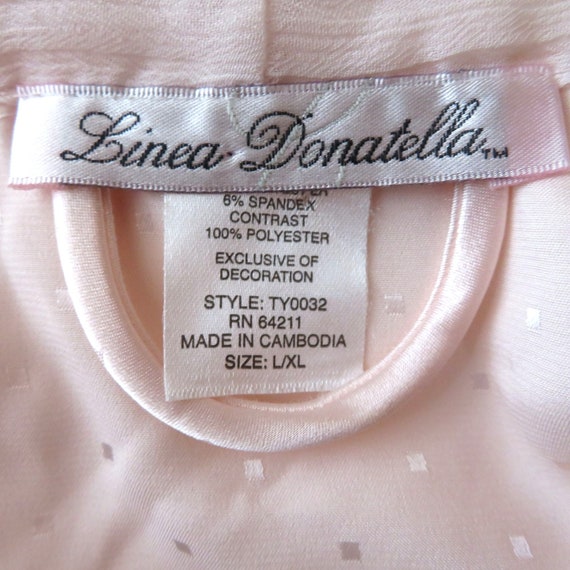 Linea Donatella™
6% SPANDEX
CONTRAST
100% POLYESTER
EXCLUSIVE OF
DECORATION
STYLE: TY0032
RN 64211
MADE IN CAMBODIA
SIZE: L/XL